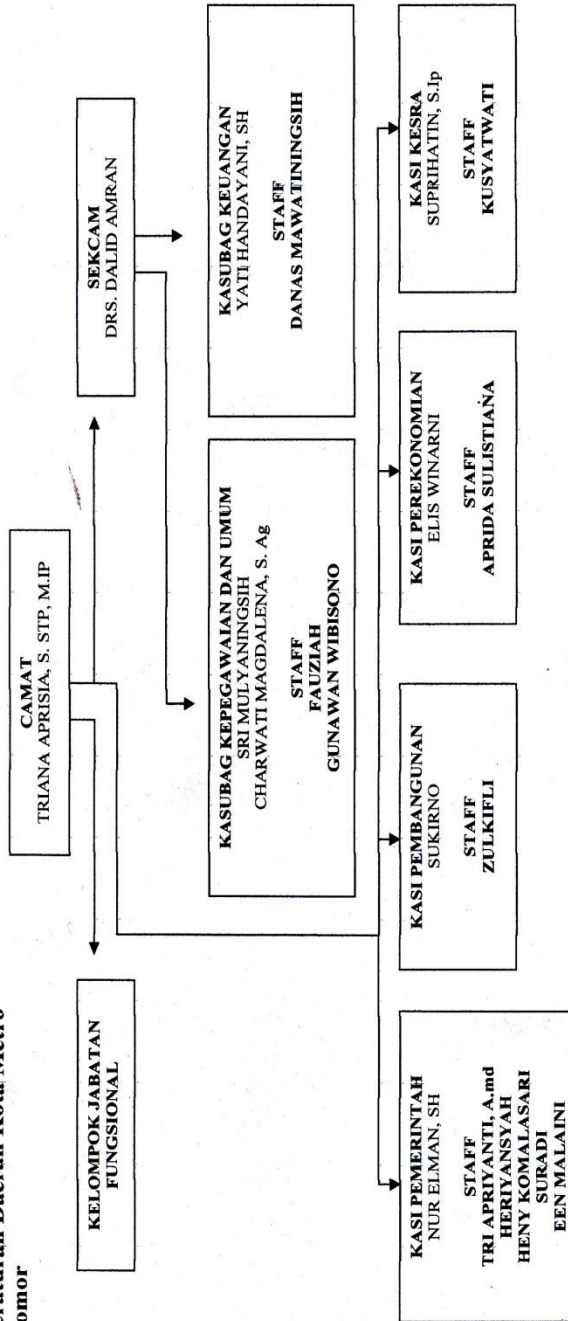 Peraturan Daerah Kota Metro
Nomor
CAMAT
TRIANA APRISIA, S. STP, M.IP
KELOMPOK JABATAN
FUNGSIONAL
SEKCAM
DRS. DALID AMRAN
KASUBAG KEPEGAWAIAN DAN UMUM
SRI MULYANINGSIH
CHARWATI MAGDALENA, S. Ag
STAFF
FAUZIAH
GUNAWAN WIBISONO
KASUBAG KEUANGAN
YATI HANDAYANI, SH
STAFF
DANAS MAWATININGSIH
KASI PEMERINTAH
NUR ELMAN, SH
STAFF
TRI APRIYANTI, A.md
HERIYANSYAH
HENY KOMALASARI
SURADI
EEN MALAINI
KASI PEMBANGUNAN
SUKIRNO
STAFF
ZULKIFLI
KASI PEREKONOMIAN
ELIS WINARNI
STAFF
APRIDA SULISTIANA
KASI KESRA
SUPRIHATIN, S.Ip
STAFF
KUSYATWATI